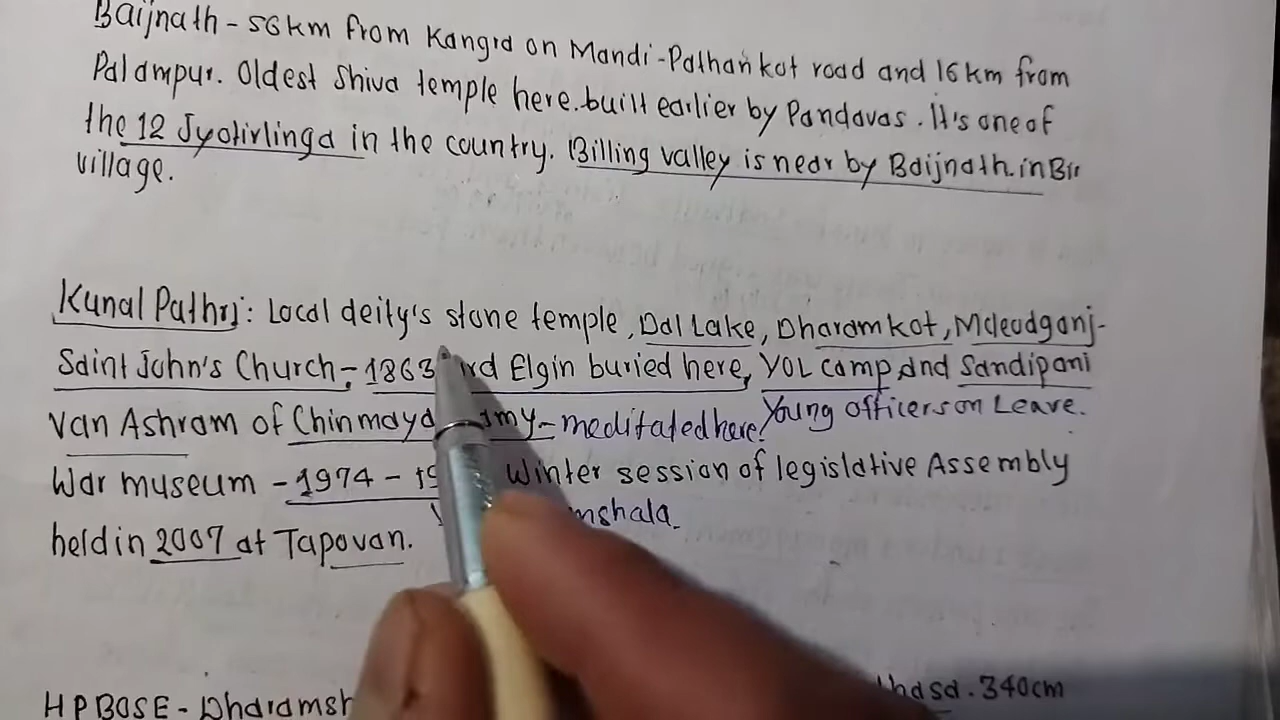 Baijnath - 56km from Kangra on Mandi-Pathankot road and 16km from
Palampur. Oldest Shiva temple here. built earlier by Pandavas. It's one of
the 12 Jyotirlinga in the country. Billing valley is near by Baijnath. in Bir
village.
Kunal Pathri: Local deity's stone temple, Dal Lake, Dharamkot, Mcleodganj-
Saint John's Church - 1863 Elgin buried here, YOL camp and Sandipani
Van Ashram of Chinmaya - meditated here. Young officers on Leave.
War museum - 1974 - Winter session of legislative Assembly
held in 2007 at Tapovan.
HPBOSE - 340cm